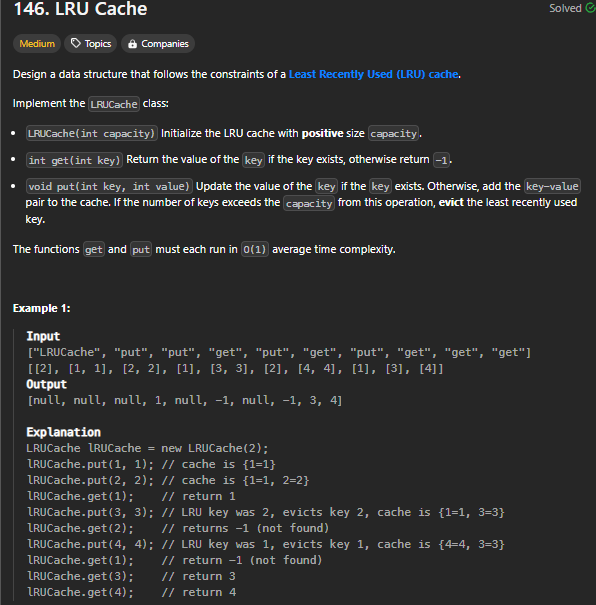 146. LRU Cache
Solved
Medium Topics Companies
Design a data structure that follows the constraints of a Least Recently Used (LRU) cache.
Implement the LRUCache class:
• LRUCache(int capacity) Initialize the LRU cache with positive size capacity.
• int get(int key) Return the value of the key if the key exists, otherwise return -1.
• void put(int key, int value) Update the value of the key if the key exists. Otherwise, add the key-value
pair to the cache. If the number of keys exceeds the capacity from this operation, evict the least recently used
key.
The functions get and put must each run in O(1) average time complexity.
Example 1:
Input
["LRUCache", "put", "put", "get", "put", "get", "put", "get", "get", "get"]
[[2], [1, 1], [2, 2], [1], [3, 3], [2], [4, 4], [1], [3], [4]]
Output
[null, null, null, 1, null, -1, null, -1, 3, 4]
Explanation
LRUCache lRUCache = new LRUCache(2);
lRUCache.put(1, 1); // cache is {1=1}
lRUCache.put(2, 2); // cache is {1=1, 2=2}
lRUCache.get(1);    // return 1
lRUCache.put(3, 3); // LRU key was 2, evicts key 2, cache is {1=1, 3=3}
lRUCache.get(2);    // returns -1 (not found)
lRUCache.put(4, 4); // LRU key was 1, evicts key 1, cache is {4=4, 3=3}
lRUCache.get(1);    // return -1 (not found)
lRUCache.get(3);    // return 3
lRUCache.get(4);    // return 4